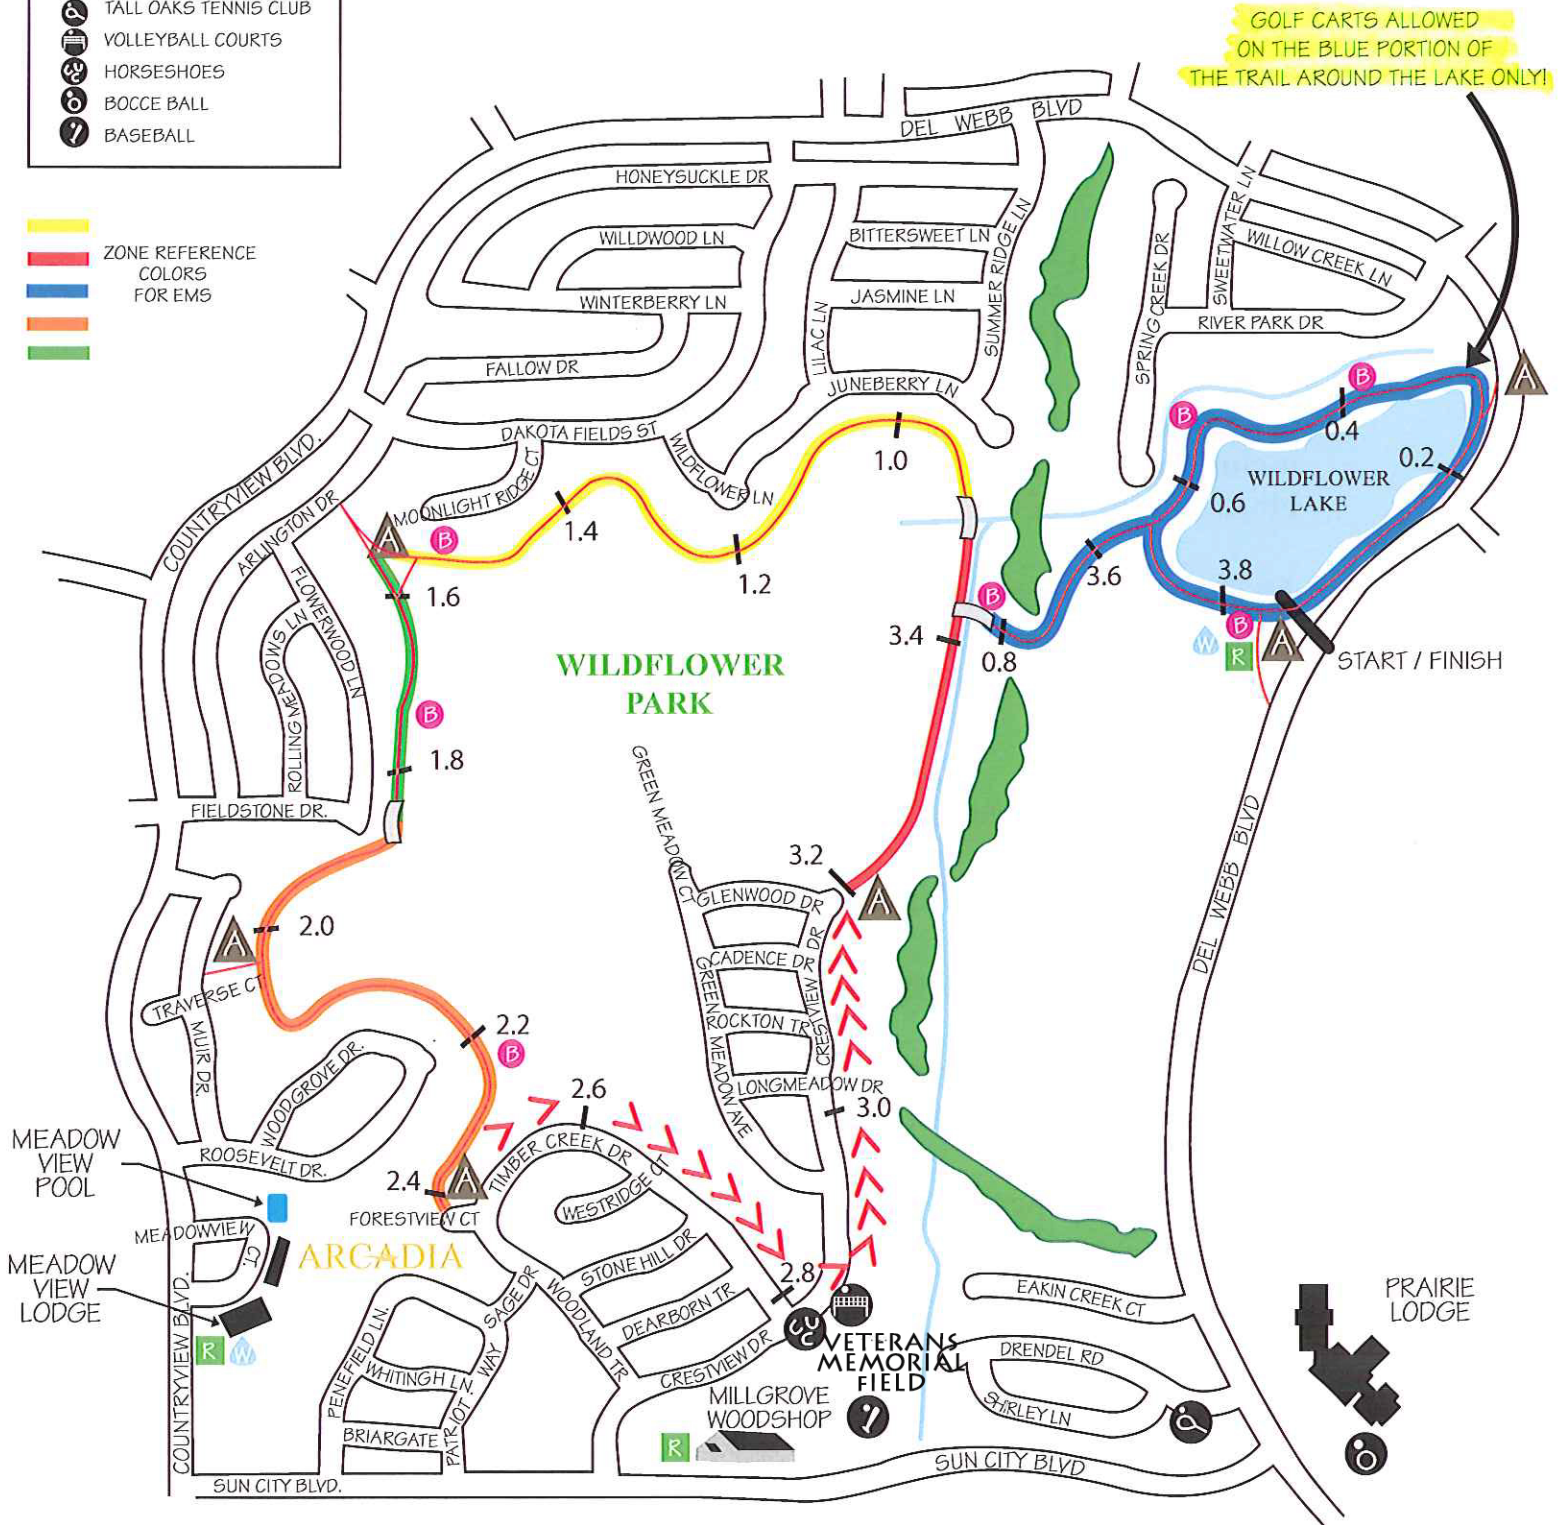 TALL OAKS TENNIS CLUB
VOLLEYBALL COURTS
HORSESHOES
BOCCE BALL
BASEBALL
GOLF CARTS ALLOWED
ON THE BLUE PORTION OF
THE TRAIL AROUND THE LAKE ONLY!
ZONE REFERENCE
COLORS
FOR EMS
DEL WEBB BLVD
HONEYSUCKLE DR
WILLDWOOD LN
WINTERBERRY LN
FALLOW DR
DAKOTA FIELDS ST
MOONLIGHT RIDGE CT.
WILDFLOWER LN
LILAC LN
BITTERSWEET LN
JASMINE LN
JUNEBERRY LN
SUMMER RIDGE LN
SPRINGCREEK DR
SWEETWATER LN
WILLOW CREEK LN
RIVER PARK DR
COUNTRYVIEW BLVD.
ARLINGTON DR
FLOWERWOOD LN
ROLLING MEADOWS LN
FIELDSTONE DR.
A
A
B
B
B
0.4
0.2
WILDFLOWER
LAKE
0.6
1.0
1.4
1.2
1.6
3.6
3.8
B
3.4
0.8
B
W
R
A
START / FINISH
WILDFLOWER
PARK
B
1.8
GREEN MEADOW CT
3.2
A
GLENWOOD DR
CADENCE DR
ROCKTON TR
LONGMEADOW DR
GREEN MEADOW AVE
CRESTVIEW DR
3.0
DEL WEBB BLVD
2.0
A
TRAVERSE CT
MUIR DR.
WOODGROVE DR.
ROOSEVELT DR.
2.2
B
2.6
2.4
A
TIMBER CREEK DR
WESTRIDGE CT
FORESTVIEW CT
MEADOW
VIEW
POOL
MEADOWVIEW
CT.
ARCADIA
MEADOW
VIEW
LODGE
R
W
COUNTRYVIEW BLVD.
STONE HILL DR
DEARBORN TR
CRESTVIEW DR
WOODLAND TR
SAGE DR
PENEFIELD LN.
WHITINGH LN.
PATRIOT WAY
BRIARGATE
2.8
VETERANS
MEMORIAL
FIELD
MILLGROVE
WOODSHOP
R
EAKIN CREEK CT
DRENDEL RD
SHIRLEY LN
PRAIRIE
LODGE
SUN CITY BLVD.
SUN CITY BLVD